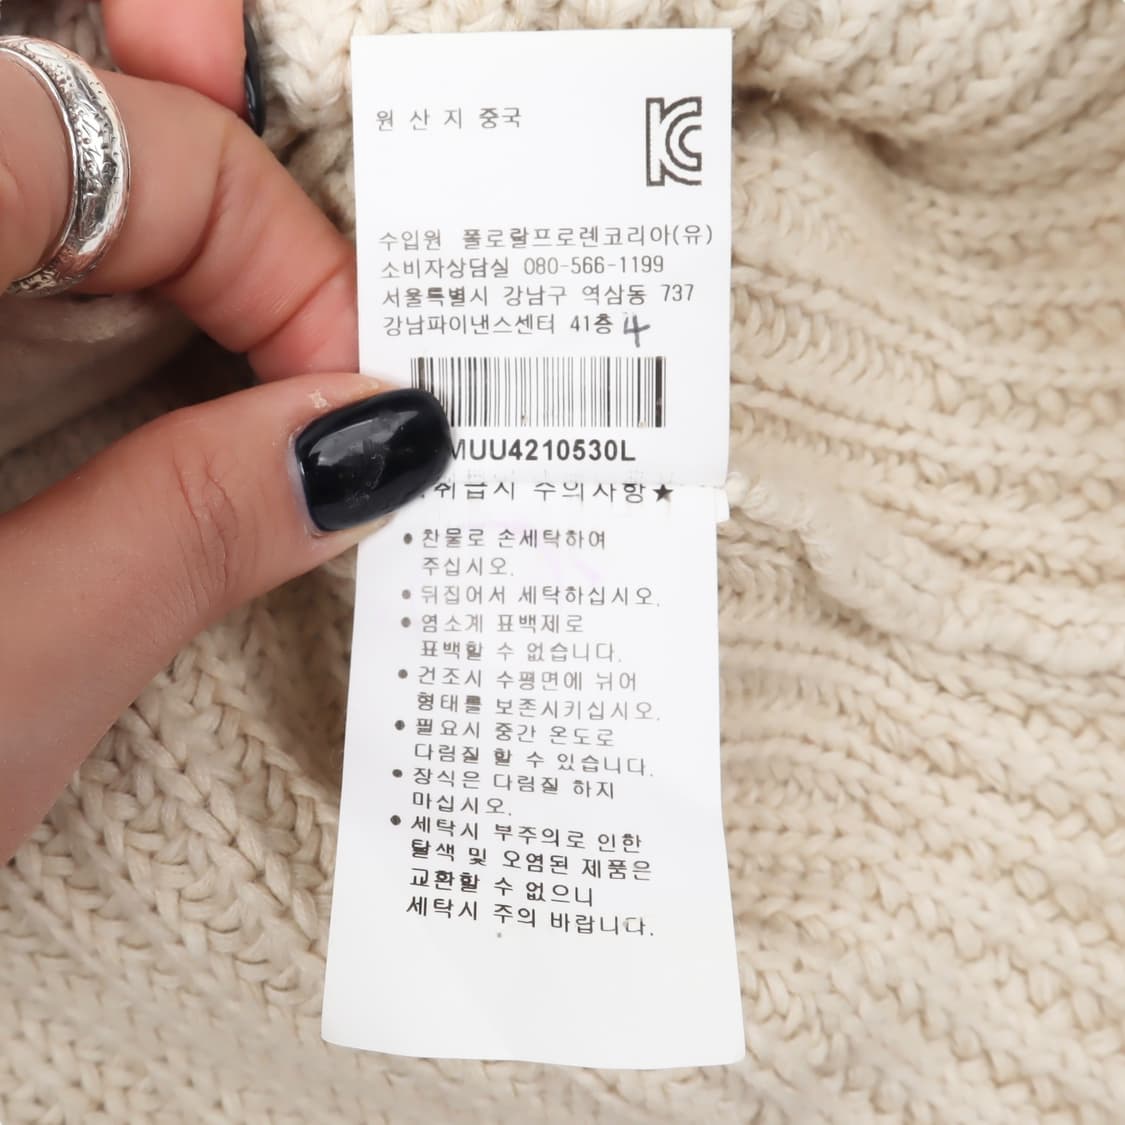 원 산 지 중국
KC
수입원 폴로랄프로렌코리아(유)
소비자상담실 080-566-1199
서울특별시 강남구 역삼동 737
강남파이낸스센터 41층 4
MUU4210530L
취급시 주의사항★
● 찬물로 손세탁하여
주십시오.
● 뒤집어서 세탁하십시오.
● 염소계 표백제로
표백할 수 없습니다.
● 건조시 수평면에 뉘어
형태를 보존시키십시오.
● 필요시 중간 온도로
다림질 할 수 있습니다.
● 장식은 다림질 하지
마십시오.
● 세탁시 부주의로 인한
탈색 및 오염된 제품은
교환할 수 없으니
세탁시 주의 바랍니다.